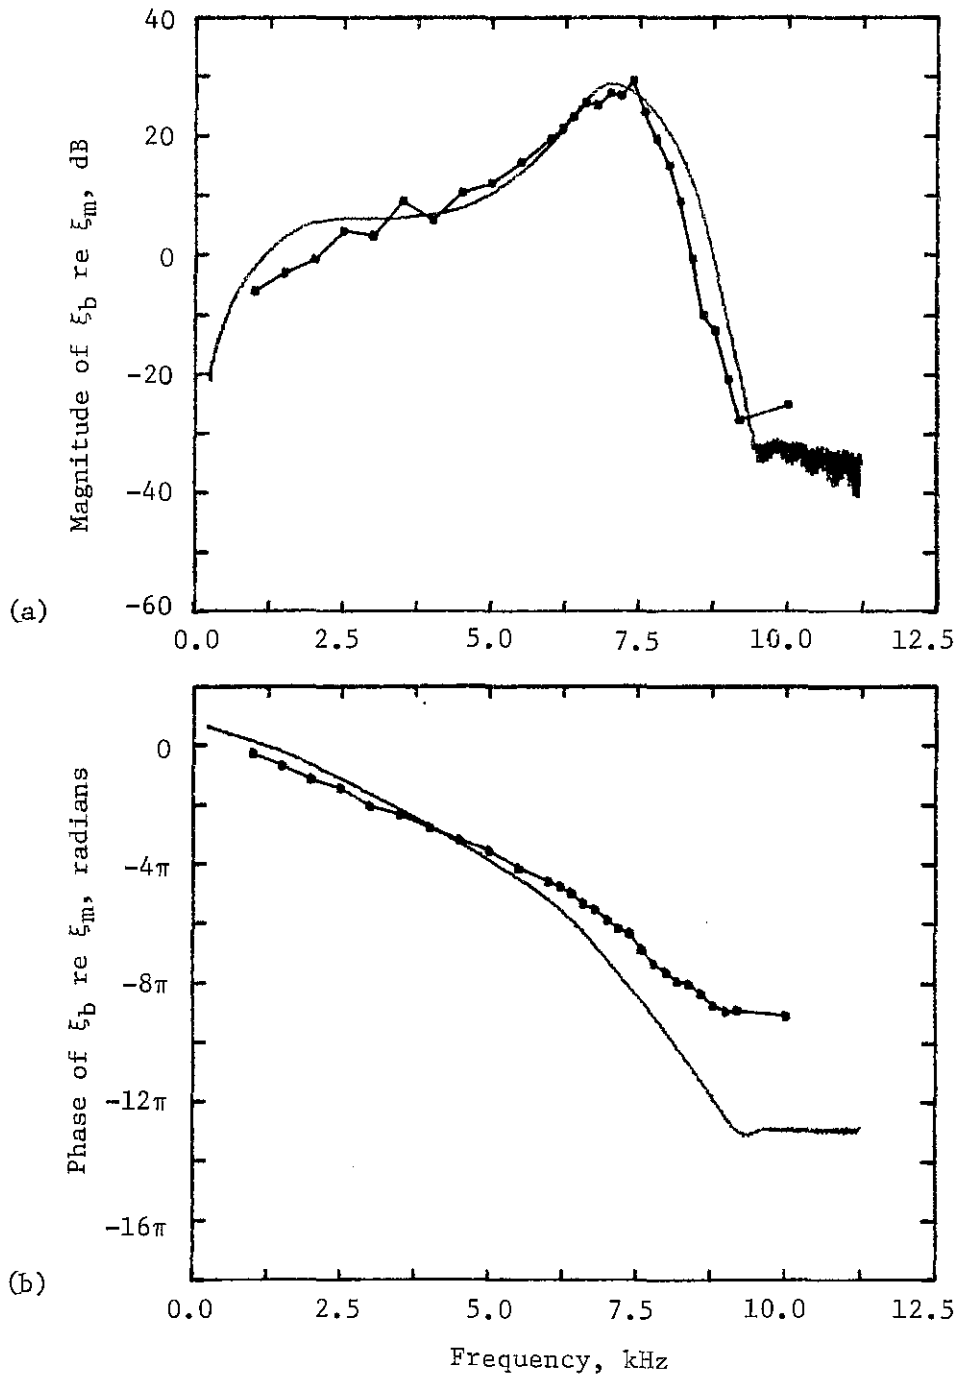 40
20
0
-20
-40
-60
Magnitude of ξb re ξm, dB
(a)
0.0 2.5 5.0 7.5 10.0 12.5
0
-4π
-8π
-12π
-16π
Phase of ξb re ξm, radians
(b)
0.0 2.5 5.0 7.5 10.0 12.5
Frequency, kHz